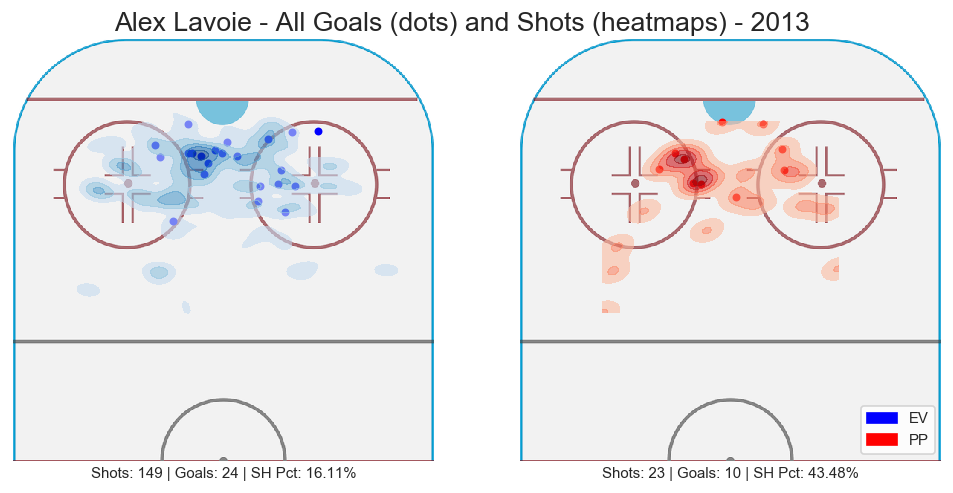 Alex Lavoie - All Goals (dots) and Shots (heatmaps) - 2013
EV
PP
Shots: 149 | Goals: 24 | SH Pct: 16.11%
Shots: 23 | Goals: 10 | SH Pct: 43.48%